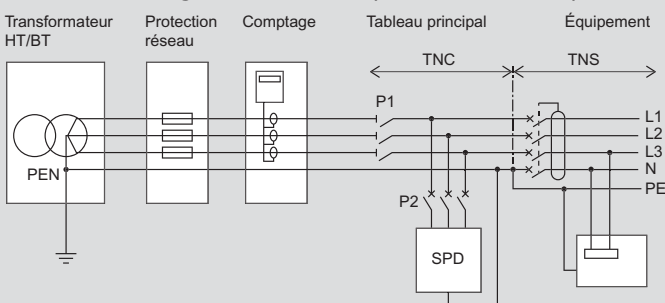 Transformateur
HT/BT
Protection
réseau
Comptage
Tableau principal
Équipement
TNC
TNS
P1
L1
L2
L3
N
PE
PEN
P2
SPD